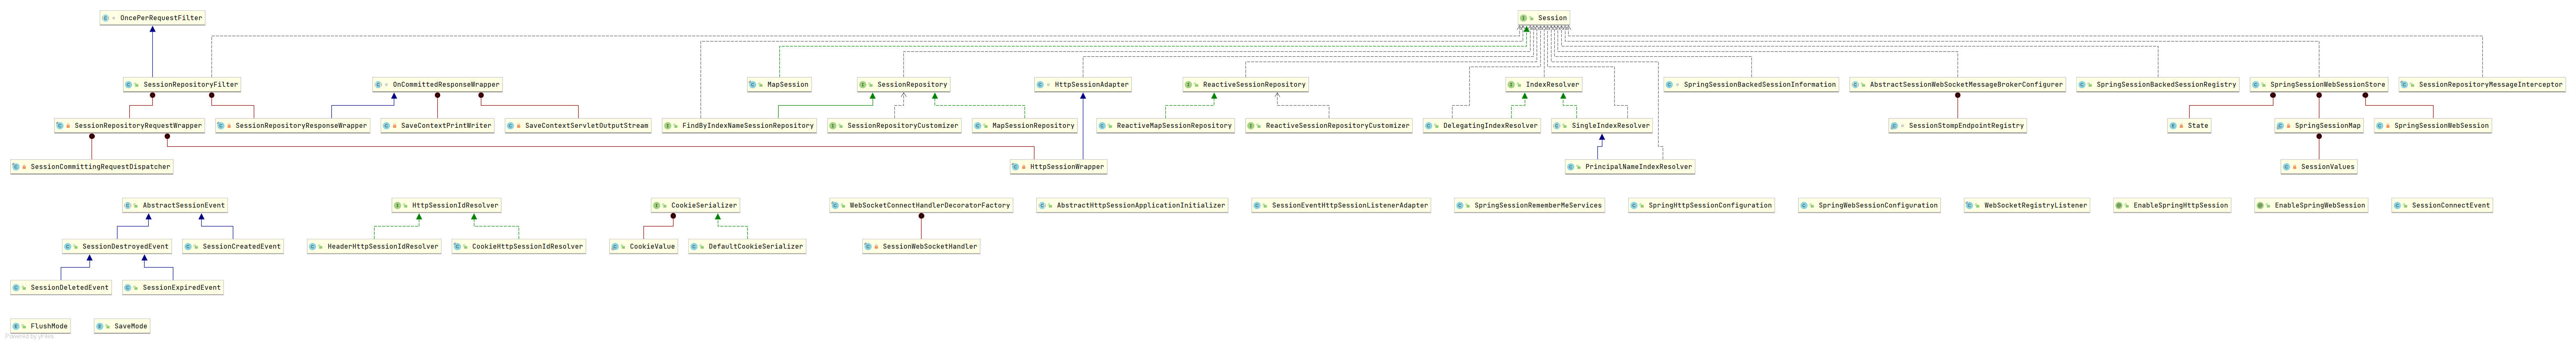 OncePerRequestFilter
Session
SessionRepositoryFilter
OnCommittedResponseWrapper
MapSession
SessionRepository
HttpSessionAdapter
ReactiveSessionRepository
IndexResolver
SpringSessionBackedSessionInformation
AbstractSessionWebSocketMessageBrokerConfigurer
SpringSessionBackedSessionRegistry
SpringSessionWebSessionStore
SessionRepositoryMessageInterceptor
SessionRepositoryRequestWrapper
SessionRepositoryResponseWrapper
SaveContextPrintWriter
SaveContextServletOutputStream
FindByIndexNameSessionRepository
SessionRepositoryCustomizer
MapSessionRepository
ReactiveMapSessionRepository
ReactiveSessionRepositoryCustomizer
DelegatingIndexResolver
SingleIndexResolver
SessionStompEndpointRegistry
State
SpringSessionMap
SpringSessionWebSession
SessionCommittingRequestDispatcher
HttpSessionWrapper
PrincipalNameIndexResolver
SessionValues
AbstractSessionEvent
HttpSessionIdResolver
CookieSerializer
WebSocketConnectHandlerDecoratorFactory
AbstractHttpSessionApplicationInitializer
SessionEventHttpSessionListenerAdapter
SpringSessionRememberMeServices
SpringHttpSessionConfiguration
SpringWebSessionConfiguration
WebSocketRegistryListener
EnableSpringHttpSession
EnableSpringWebSession
SessionConnectEvent
SessionDestroyedEvent
SessionCreatedEvent
HeaderHttpSessionIdResolver
CookieHttpSessionIdResolver
CookieValue
DefaultCookieSerializer
SessionWebSocketHandler
SessionDeletedEvent
SessionExpiredEvent
FlushMode
SaveMode
Powered by yFiles